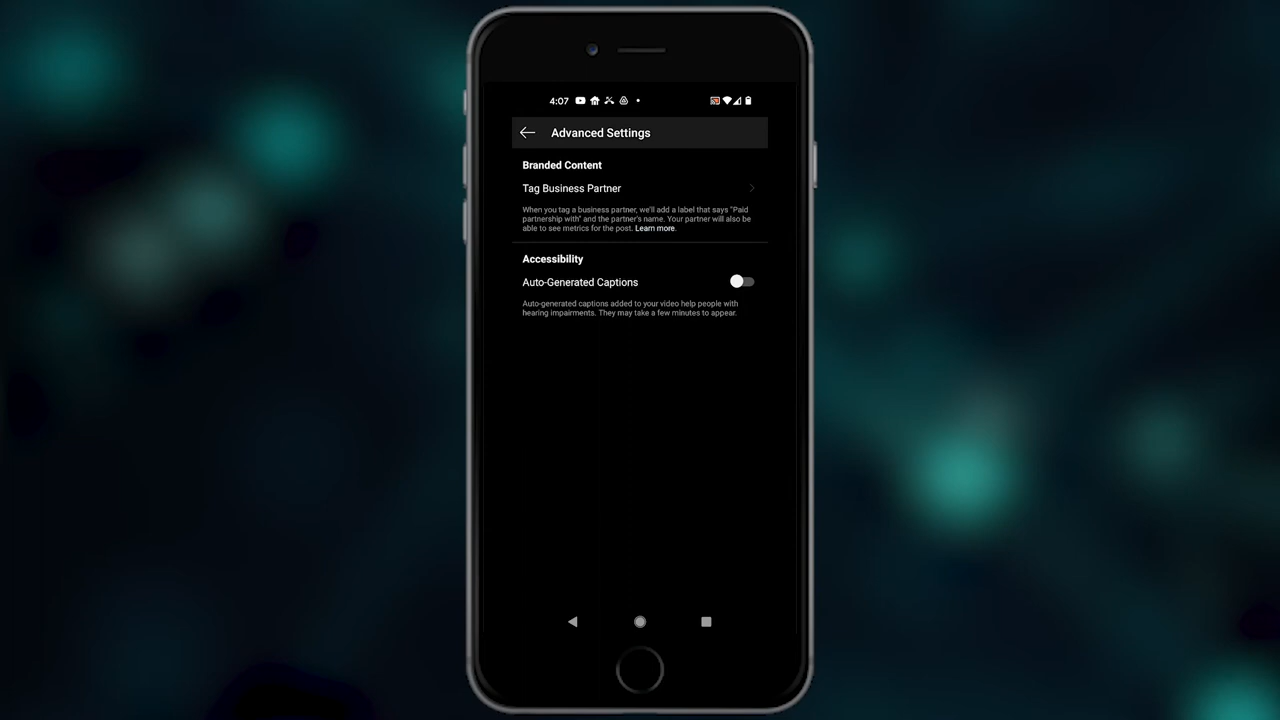 4:07
Advanced Settings
Branded Content
Tag Business Partner
When you tag a business partner, we'll add a label that says "Paid
partnership with" and the partner's name. Your partner will also be
able to see metrics for the post. Learn more.
Accessibility
Auto-Generated Captions
Auto-generated captions added to your video help people with
hearing impairments. They may take a few minutes to appear.